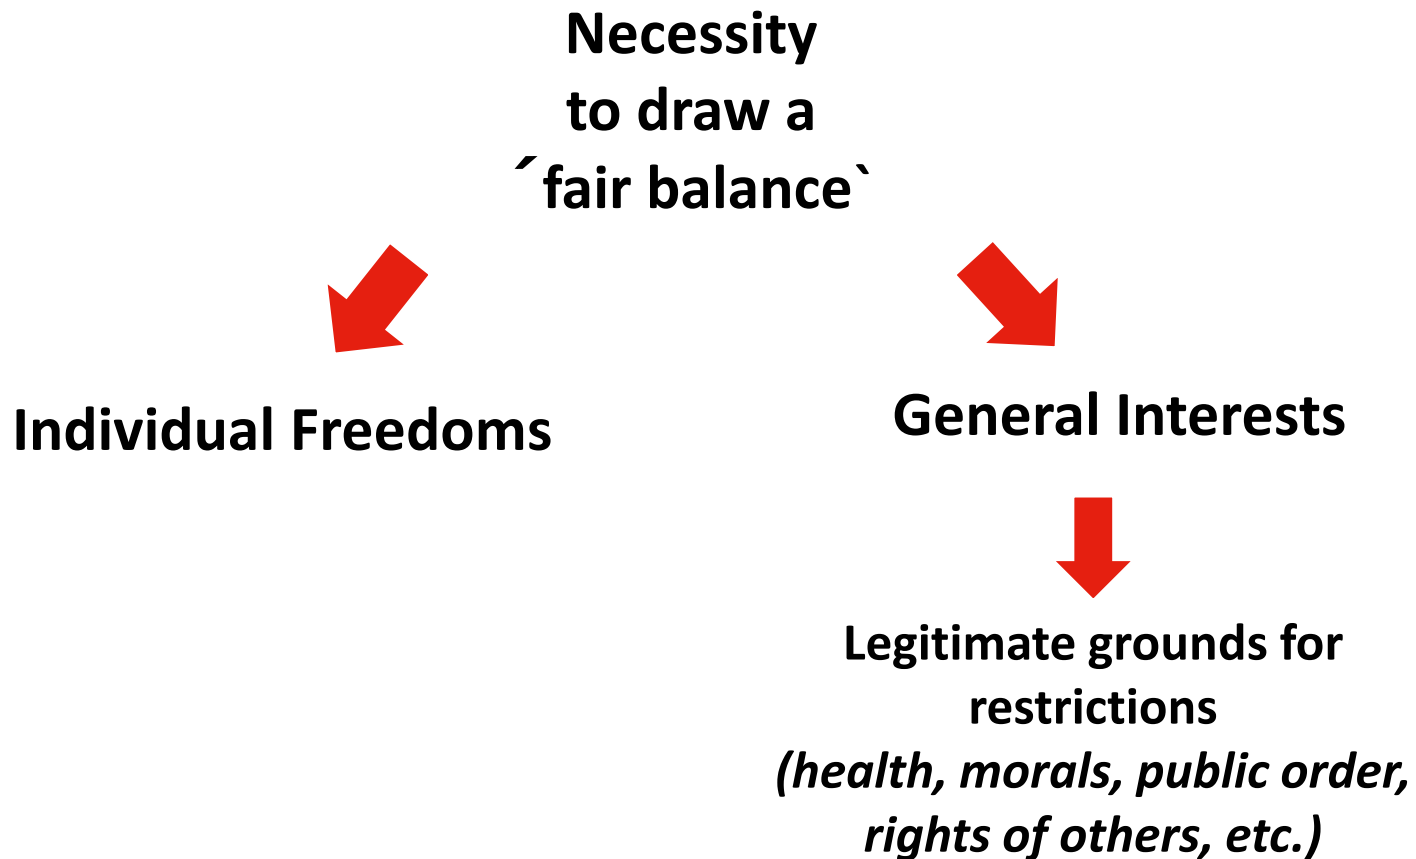 Necessity
to draw a
´fair balance`
Individual Freedoms
General Interests
Legitimate grounds for
restrictions
(health, morals, public order,
rights of others, etc.)